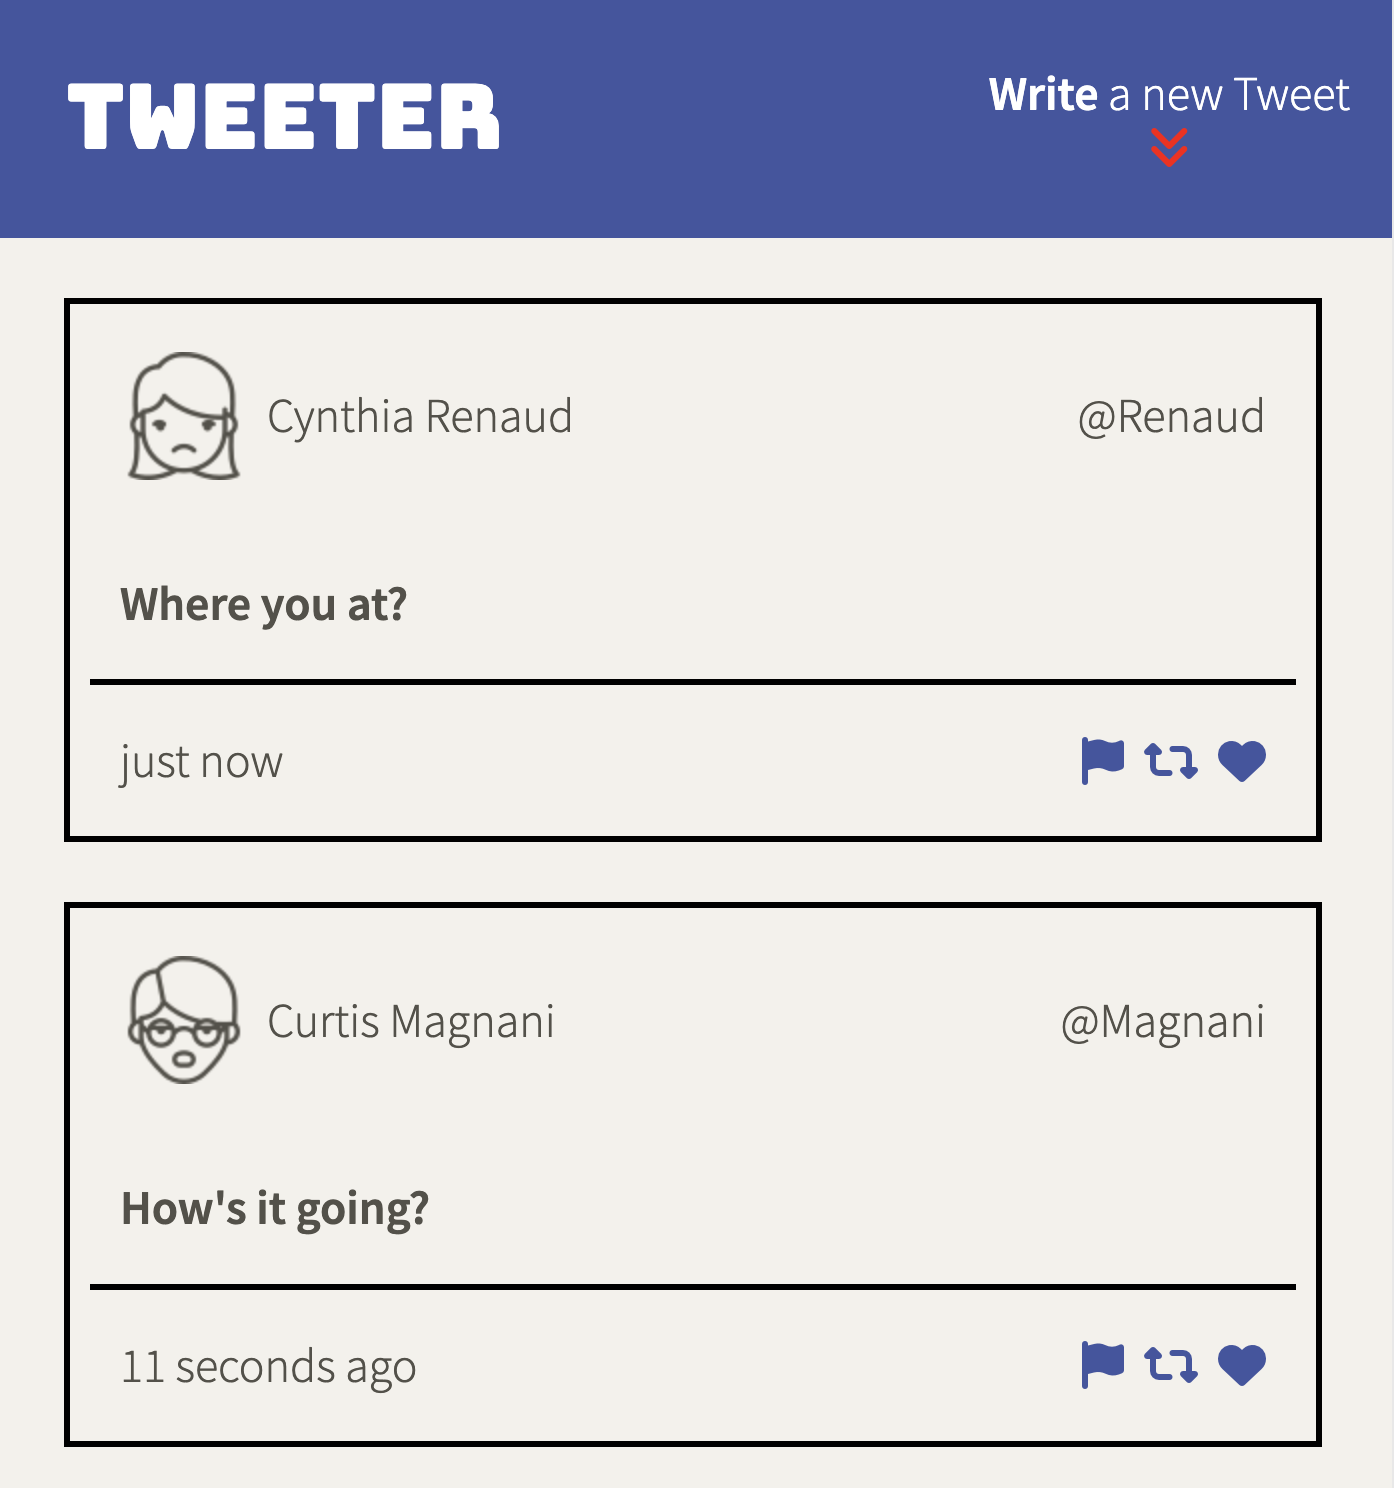 TWEETER
Write a new Tweet
Cynthia Renaud @Renaud
Where you at?
just now
Curtis Magnani @Magnani
How's it going?
11 seconds ago